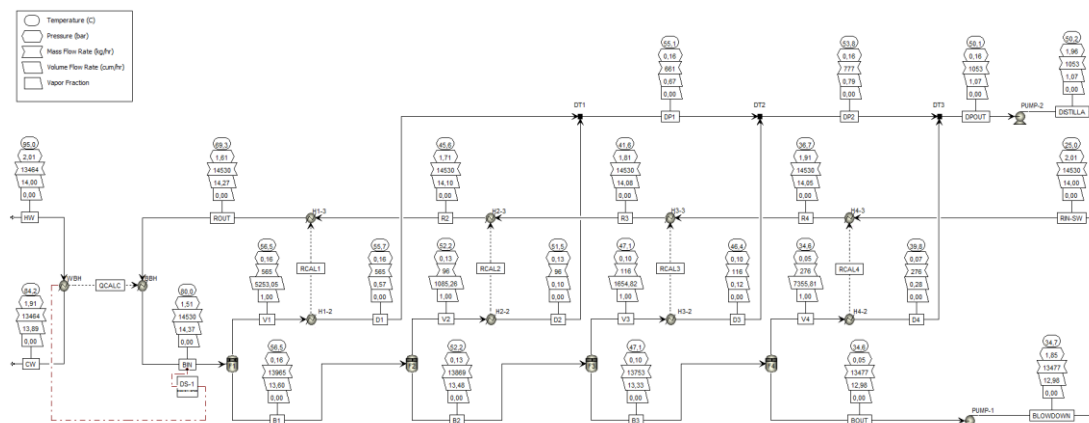 Temperature (C)
Pressure (bar)
Mass Flow Rate (kg/hr)
Volume Flow Rate (cum/hr)
Vapor Fraction
55,1
0,16
661
0,67
0,00
53,8
0,16
777
0,79
0,00
50,1
0,16
1053
1,07
0,00
50,2
1,96
1053
1,07
0,00
DT1
DP1
DT2
DP2
DT3
DPOUT
PUMP-2
DISTILLA
95,0
2,01
13464
14,00
0,00
69,3
1,61
14530
14,27
0,00
45,6
1,71
14530
14,10
0,00
41,6
1,81
14530
14,08
0,00
36,7
1,91
14530
14,05
0,00
25,0
2,01
14530
14,00
0,00
HW
ROUT
H1-3
R2
H2-3
R3
H3-3
R4
H4-3
RIN-SW
56,5
0,16
565
5253,05
1,00
55,7
0,16
565
0,57
0,00
52,2
0,13
96
1085,26
1,00
51,5
0,13
96
0,10
0,00
47,1
0,10
116
1654,82
1,00
46,4
0,10
116
0,12
0,00
34,6
0,05
276
7355,81
1,00
39,8
0,07
276
0,28
0,00
RCAL1
RCAL2
RCAL3
RCAL4
WBH
QCALC
BBH
84,2
1,91
13464
13,89
0,00
80,0
1,51
14530
14,37
0,00
V1
H1-2
D1
V2
H2-2
D2
V3
H3-2
D3
V4
H4-2
D4
CW
BIN
DS-1
F1
F2
F3
F4
56,5
0,16
13965
13,60
0,00
52,2
0,13
13869
13,48
0,00
47,1
0,10
13753
13,33
0,00
34,6
0,05
13477
12,98
0,00
34,7
1,85
13477
12,98
0,00
B1
B2
B3
BOUT
PUMP-1
BLOWDOWN